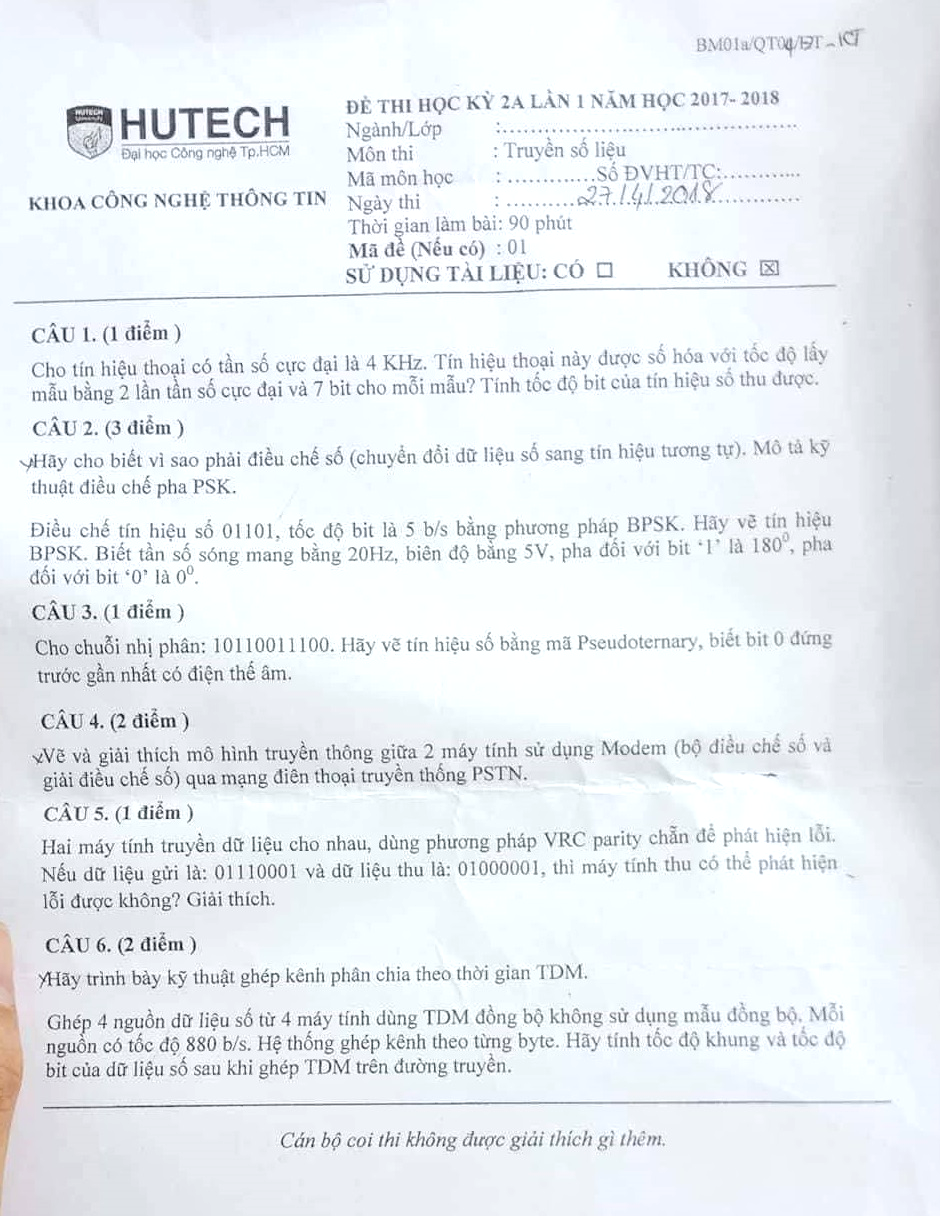 BM01a/QT04/ĐT - ICT
HUTECH
University
HUTECH
Đại học Công nghệ Tp.HCM
KHOA CÔNG NGHỆ THÔNG TIN
ĐỀ THI HỌC KỲ 2A LẦN 1 NĂM HỌC 2017- 2018
Ngành/Lớp :
Môn thi : Truyền số liệu
Mã môn học : .............Số ĐVHT/TC:............
Ngày thi : ..........27/4/2018............
Thời gian làm bài: 90 phút
Mã đề (Nếu có) : 01
SỬ DỤNG TÀI LIỆU: CÓ ☐ KHÔNG ☒
CÂU 1. (1 điểm )
Cho tín hiệu thoại có tần số cực đại là 4 KHz. Tín hiệu thoại này được số hóa với tốc độ lấy
mẫu bằng 2 lần tần số cực đại và 7 bit cho mỗi mẫu? Tính tốc độ bit của tín hiệu số thu được.
CÂU 2. (3 điểm )
Hãy cho biết vì sao phải điều chế số (chuyển đổi dữ liệu số sang tín hiệu tương tự). Mô tả kỹ
thuật điều chế pha PSK.
Điều chế tín hiệu số 01101, tốc độ bit là 5 b/s bằng phương pháp BPSK. Hãy vẽ tín hiệu
BPSK. Biết tần số sóng mang bằng 20Hz, biên độ bằng 5V, pha đối với bit ‘1’ là 180⁰, pha
đối với bit ‘0’ là 0⁰.
CÂU 3. (1 điểm )
Cho chuỗi nhị phân: 10110011100. Hãy vẽ tín hiệu số bằng mã Pseudoternary, biết bit 0 đứng
trước gần nhất có điện thế âm.
CÂU 4. (2 điểm )
Vẽ và giải thích mô hình truyền thông giữa 2 máy tính sử dụng Modem (bộ điều chế số và
giải điều chế số) qua mạng điên thoại truyền thống PSTN.
CÂU 5. (1 điểm )
Hai máy tính truyền dữ liệu cho nhau, dùng phương pháp VRC parity chẵn để phát hiện lỗi.
Nếu dữ liệu gửi là: 01110001 và dữ liệu thu là: 01000001, thì máy tính thu có thể phát hiện
lỗi được không? Giải thích.
CÂU 6. (2 điểm )
Hãy trình bày kỹ thuật ghép kênh phân chia theo thời gian TDM.
Ghép 4 nguồn dữ liệu số từ 4 máy tính dùng TDM đồng bộ không sử dụng mẫu đồng bộ. Mỗi
nguồn có tốc độ 880 b/s. Hệ thống ghép kênh theo từng byte. Hãy tính tốc độ khung và tốc độ
bit của dữ liệu số sau khi ghép TDM trên đường truyền.
Cán bộ coi thi không được giải thích gì thêm.